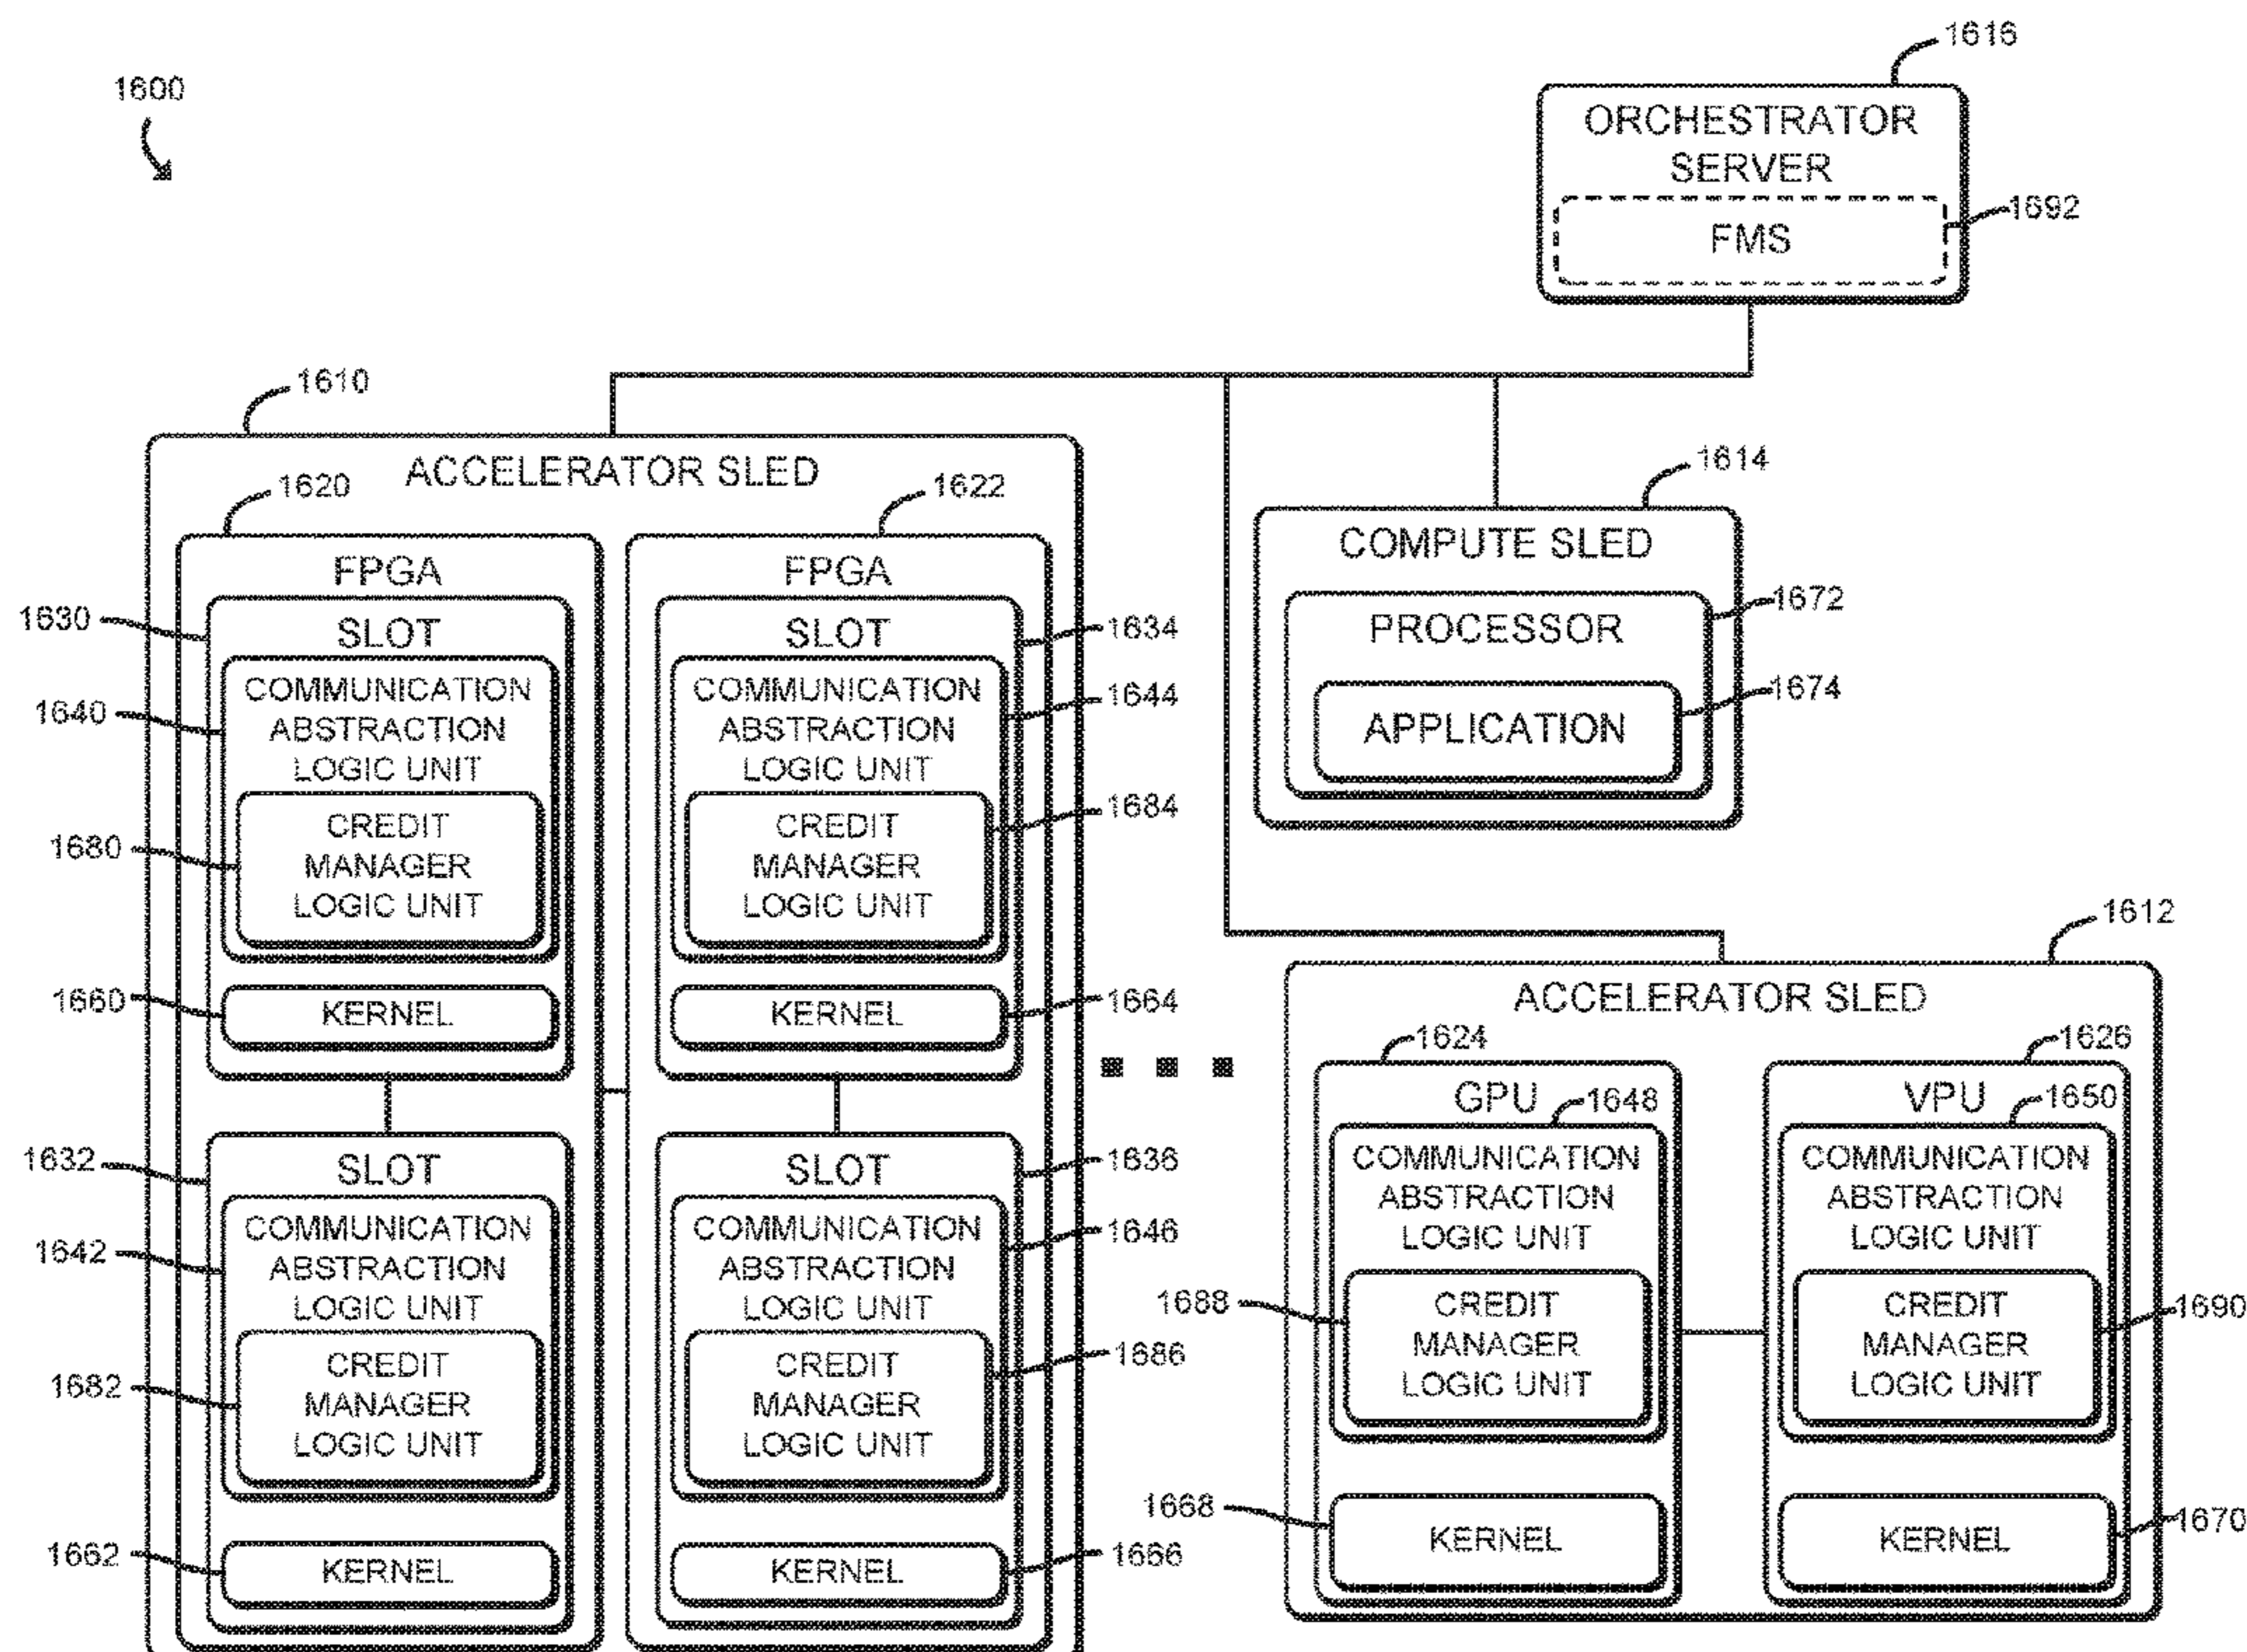 1600
1616
ORCHESTRATOR
SERVER
1692
FMS
1610
ACCELERATOR SLED
1620
1622
FPGA
FPGA
1630
SLOT
SLOT
1634
1640
COMMUNICATION
ABSTRACTION
LOGIC UNIT
COMMUNICATION
ABSTRACTION
LOGIC UNIT
1644
1680
CREDIT
MANAGER
LOGIC UNIT
CREDIT
MANAGER
LOGIC UNIT
1684
1660
KERNEL
KERNEL
1664
1632
SLOT
SLOT
1636
1642
COMMUNICATION
ABSTRACTION
LOGIC UNIT
COMMUNICATION
ABSTRACTION
LOGIC UNIT
1646
1682
CREDIT
MANAGER
LOGIC UNIT
CREDIT
MANAGER
LOGIC UNIT
1686
1662
KERNEL
KERNEL
1666
1614
COMPUTE SLED
1672
PROCESSOR
1674
APPLICATION
1612
ACCELERATOR SLED
1624
1626
GPU
1648
VPU
1650
COMMUNICATION
ABSTRACTION
LOGIC UNIT
COMMUNICATION
ABSTRACTION
LOGIC UNIT
1688
CREDIT
MANAGER
LOGIC UNIT
CREDIT
MANAGER
LOGIC UNIT
1690
1668
KERNEL
KERNEL
1670